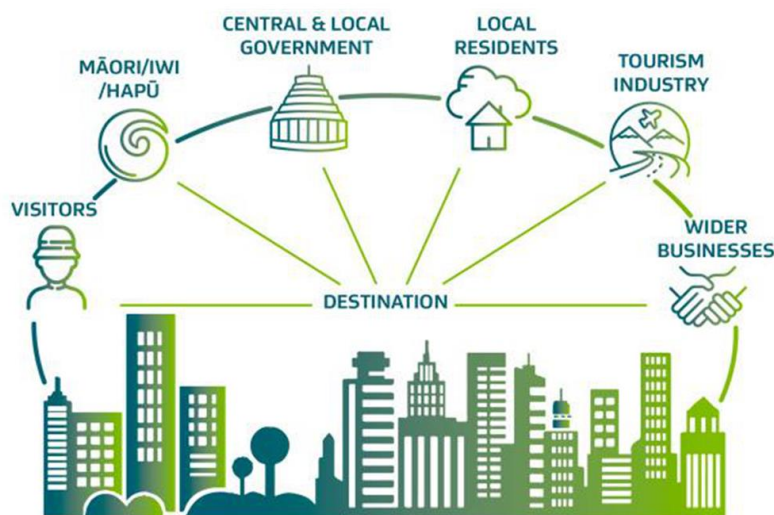 CENTRAL & LOCAL
GOVERNMENT
LOCAL
RESIDENTS
MĀORI/IWI
/HAPŪ
TOURISM
INDUSTRY
VISITORS
WIDER
BUSINESSES
DESTINATION